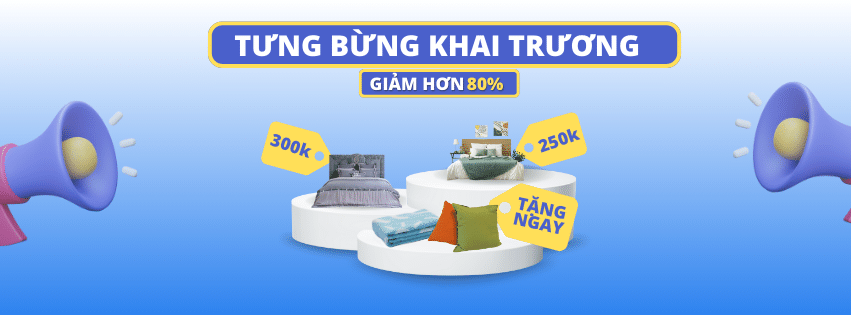 TƯNG BỪNG KHAI TRƯƠNG
GIẢM HƠN 80%
300k
250k
TẶNG
NGAY